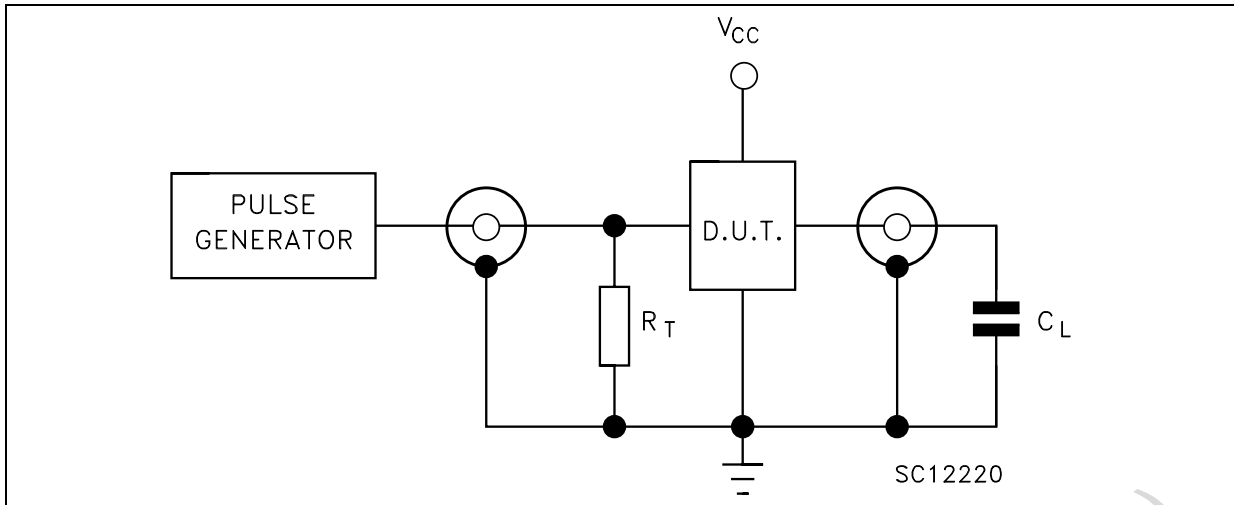 VCC
PULSE
GENERATOR
D.U.T.
RT
CL
SC12220